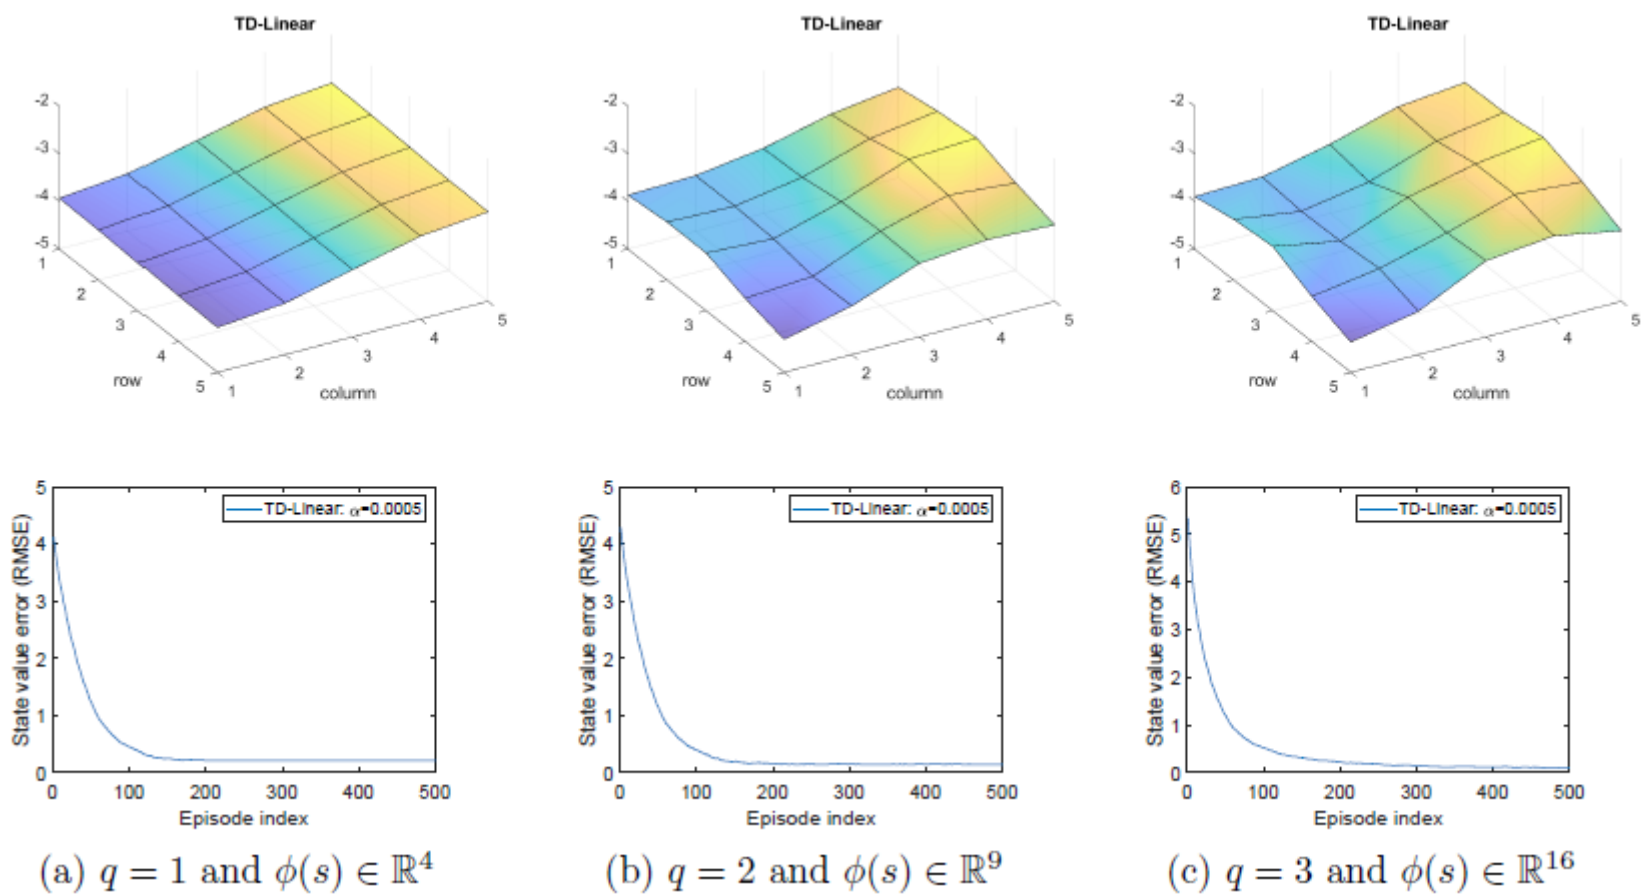 TD-Linear
-2
-3
-4
-5
1
2
3
4
5
row
1
2
3
4
5
column
TD-Linear
-2
-3
-4
-5
1
2
3
4
5
row
1
2
3
4
5
column
TD-Linear
-2
-3
-4
-5
1
2
3
4
5
row
1
2
3
4
5
column
State value error (RMSE)
5
4
3
2
1
0
TD-Linear: α=0.0005
0 100 200 300 400 500
Episode index
State value error (RMSE)
5
4
3
2
1
0
TD-Linear: α=0.0005
0 100 200 300 400 500
Episode index
State value error (RMSE)
6
5
4
3
2
1
0
TD-Linear: α=0.0005
0 100 200 300 400 500
Episode index
(a) q = 1 and ϕ(s) ∈ ℝ⁴
(b) q = 2 and ϕ(s) ∈ ℝ⁹
(c) q = 3 and ϕ(s) ∈ ℝ¹⁶